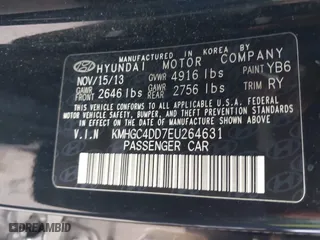 MANUFACTURED IN KOREA BY
HYUNDAI MOTOR COMPANY
NOV/15/13 GVWR 4916 lbs PAINT YB6
GAWR FRONT 2646 lbs GAWR REAR 2756 lbs TRIM RY
THIS VEHICLE CONFORMS TO ALL APPLICABLE U.S.A. FEDERAL
MOTOR VEHICLE SAFETY, BUMPER, AND THEFT PREVENTION
STANDARDS IN EFFECT ON THE DATE OF MANUFACTURE SHOWN ABOVE.
V.I.N KMHGC4DD7EU264631
PASSENGER CAR